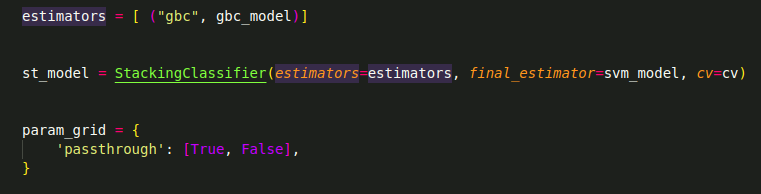 estimators = [ ("gbc", gbc_model)]
st_model = StackingClassifier(estimators=estimators, final_estimator=svm_model, cv=cv)
param_grid = {
'passthrough': [True, False],
}